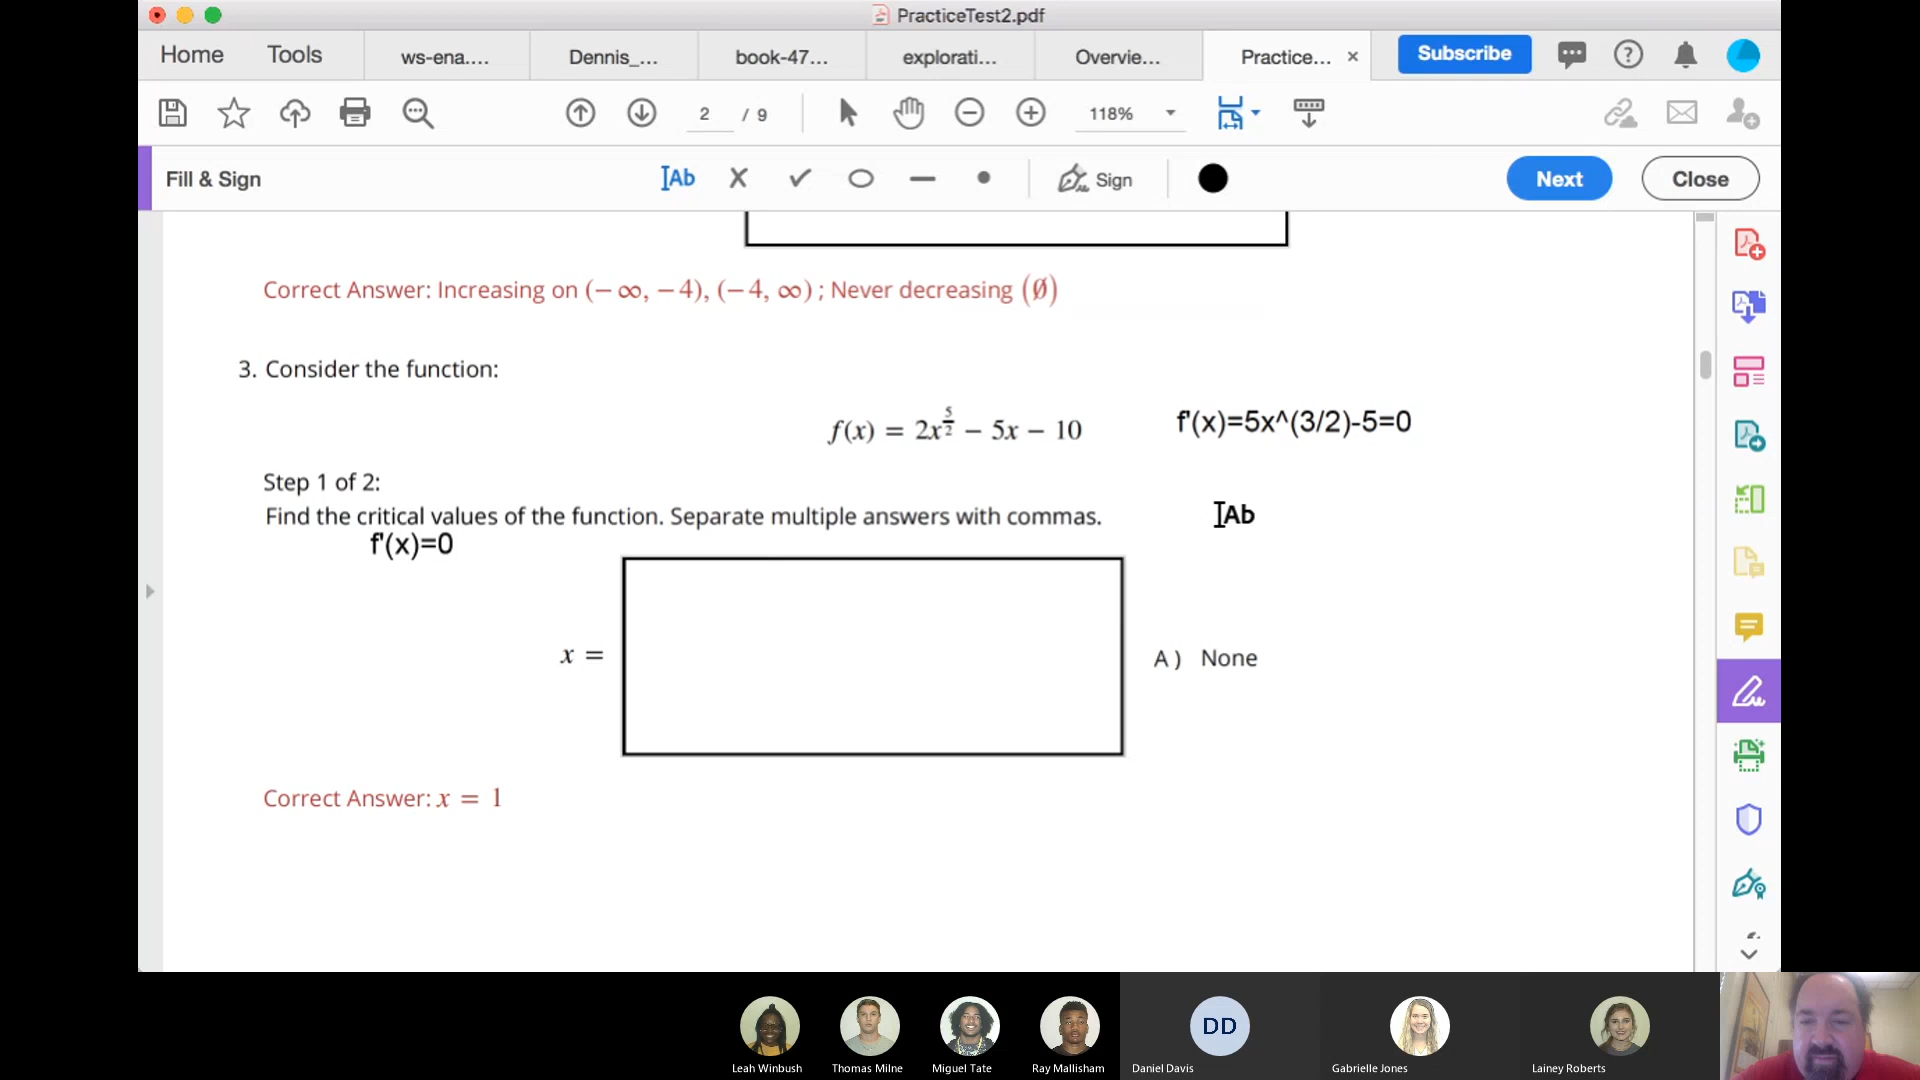 PracticeTest2.pdf
Home Tools ws-ena.... Dennis_... book-47... explorati... Overvie... Practice... × Subscribe
2 / 9 118%
Fill & Sign Ab Sign Next Close
Correct Answer: Increasing on (− ∞, − 4), (− 4, ∞) ; Never decreasing (∅)
3. Consider the function:
f(x) = 2x^(5/2) − 5x − 10 f'(x)=5x^(3/2)-5=0
Step 1 of 2:
Find the critical values of the function. Separate multiple answers with commas. Ab
f'(x)=0
x = A ) None
Correct Answer: x = 1
DD
Leah Winbush Thomas Milne Miguel Tate Ray Mallisham Daniel Davis Gabrielle Jones Lainey Roberts